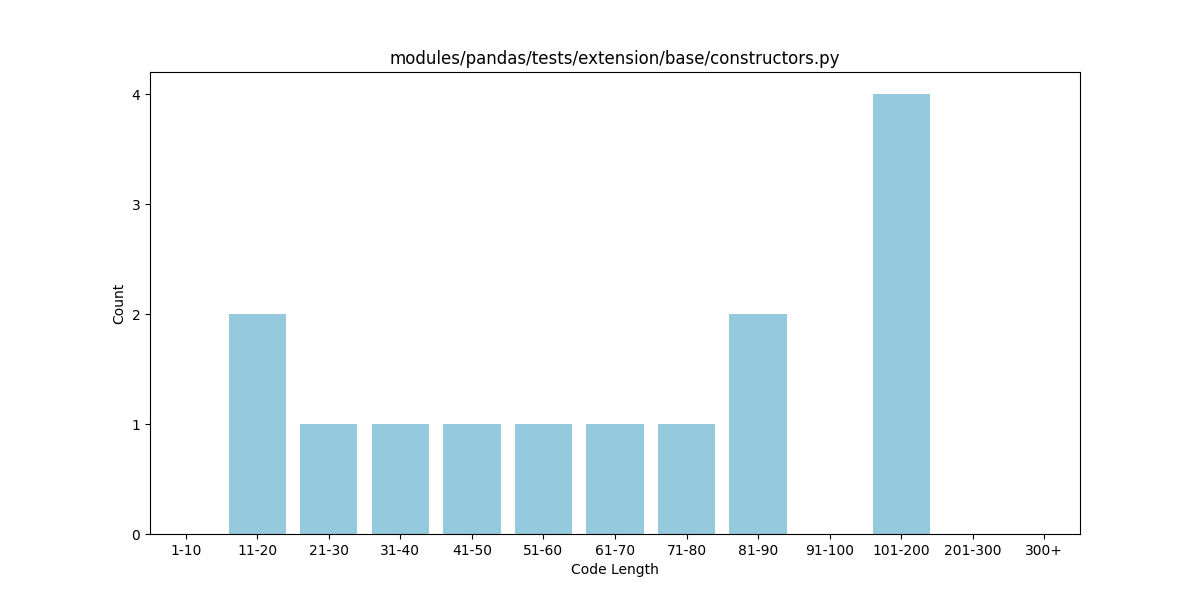 modules/pandas/tests/extension/base/constructors.py
4
3
2
1
0
Count
1-10 11-20 21-30 31-40 41-50 51-60 61-70 71-80 81-90 91-100 101-200 201-300 300+
Code Length